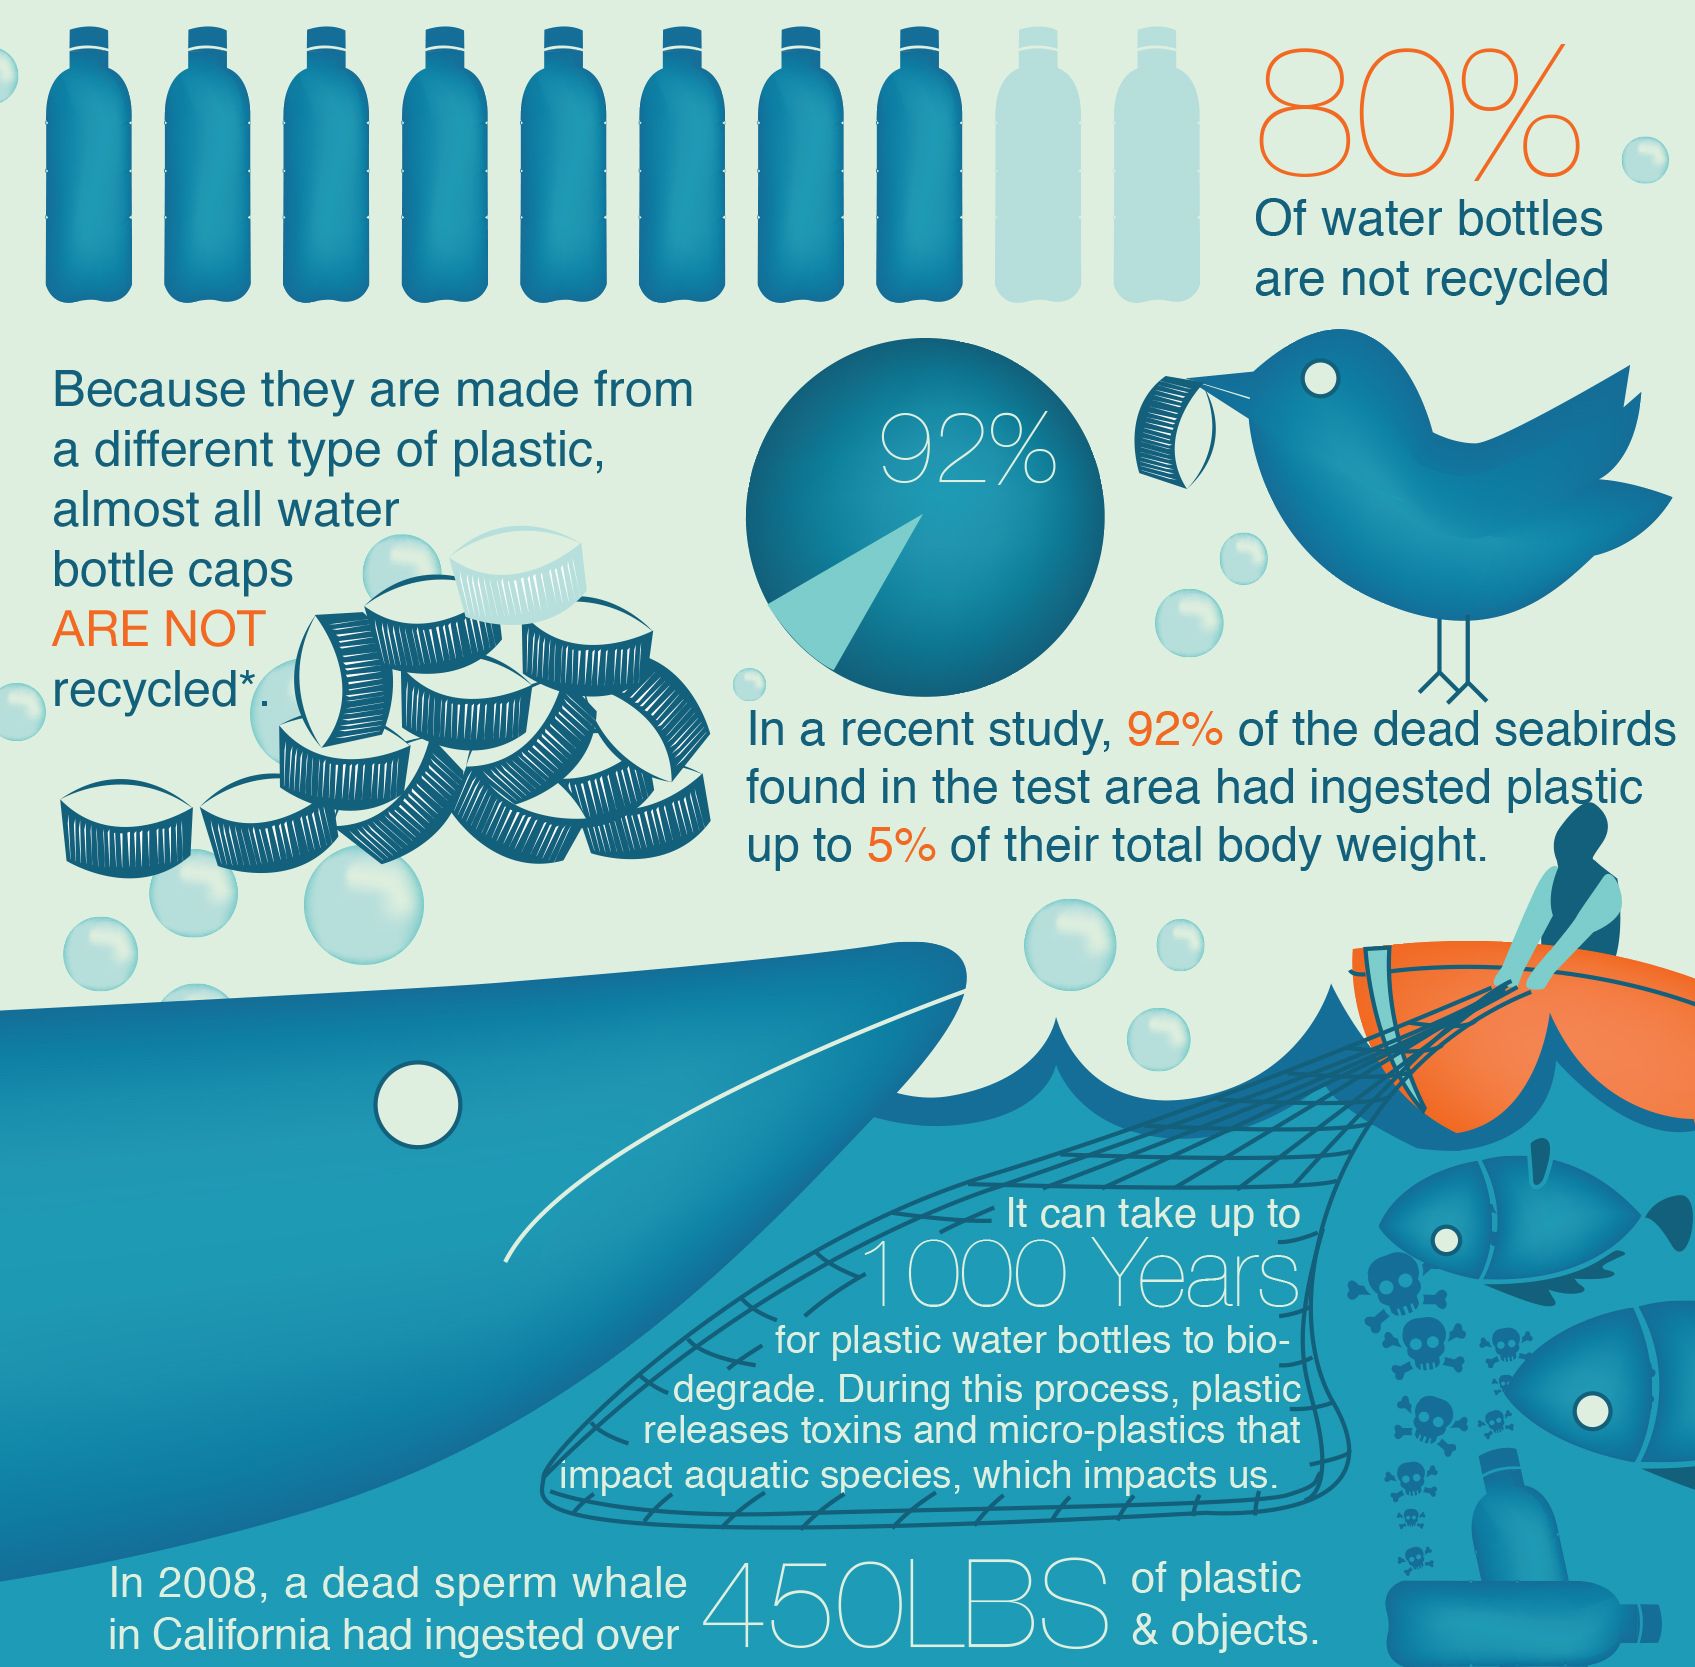 80%
Of water bottles
are not recycled
Because they are made from
a different type of plastic,
almost all water
bottle caps
ARE NOT
recycled*.
92%
In a recent study, 92% of the dead seabirds
found in the test area had ingested plastic
up to 5% of their total body weight.
It can take up to
1000 Years
for plastic water bottles to bio-
degrade. During this process, plastic
releases toxins and micro-plastics that
impact aquatic species, which impacts us.
In 2008, a dead sperm whale
in California had ingested over
450LBS
of plastic
& objects.